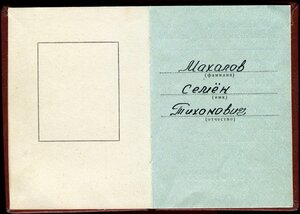 Махалов
(фамилия)
Семён
(имя)
Тихонович
(отчество)